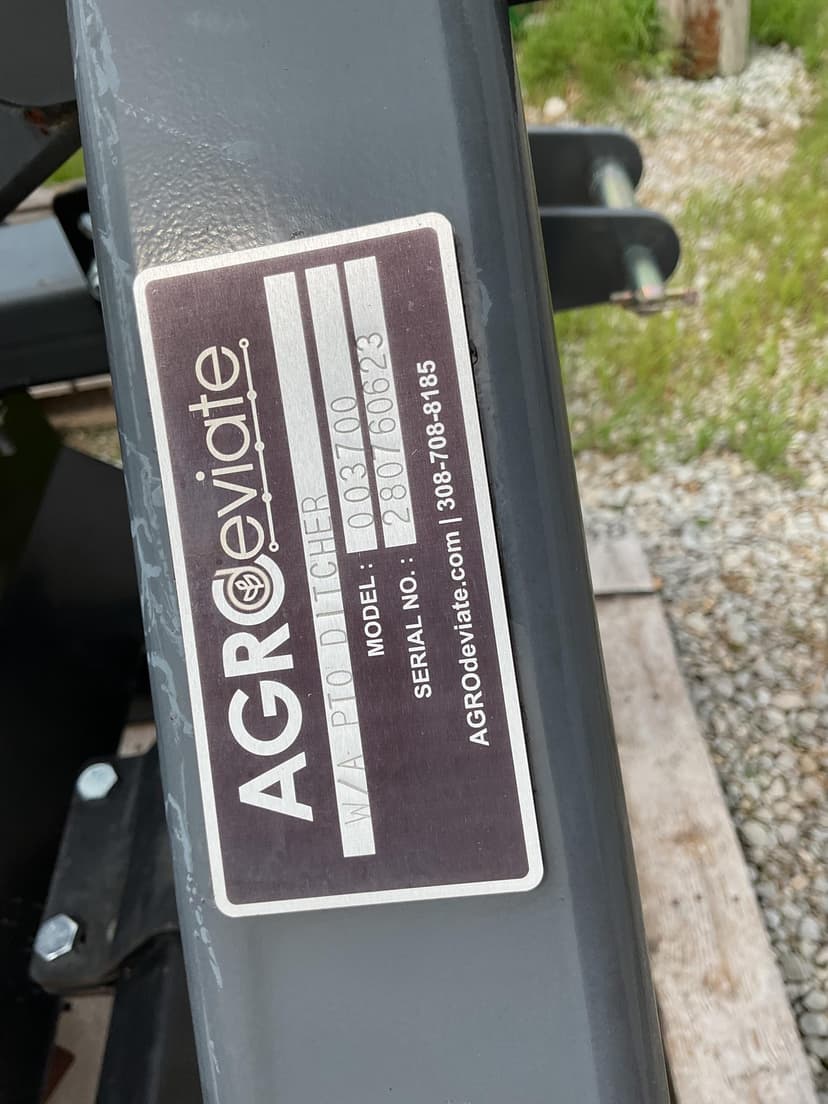 AGROdeviate
W/A PTO DITCHER
MODEL: 003700
SERIAL NO.: 280760623
AGROdeviate.com | 308-708-8185